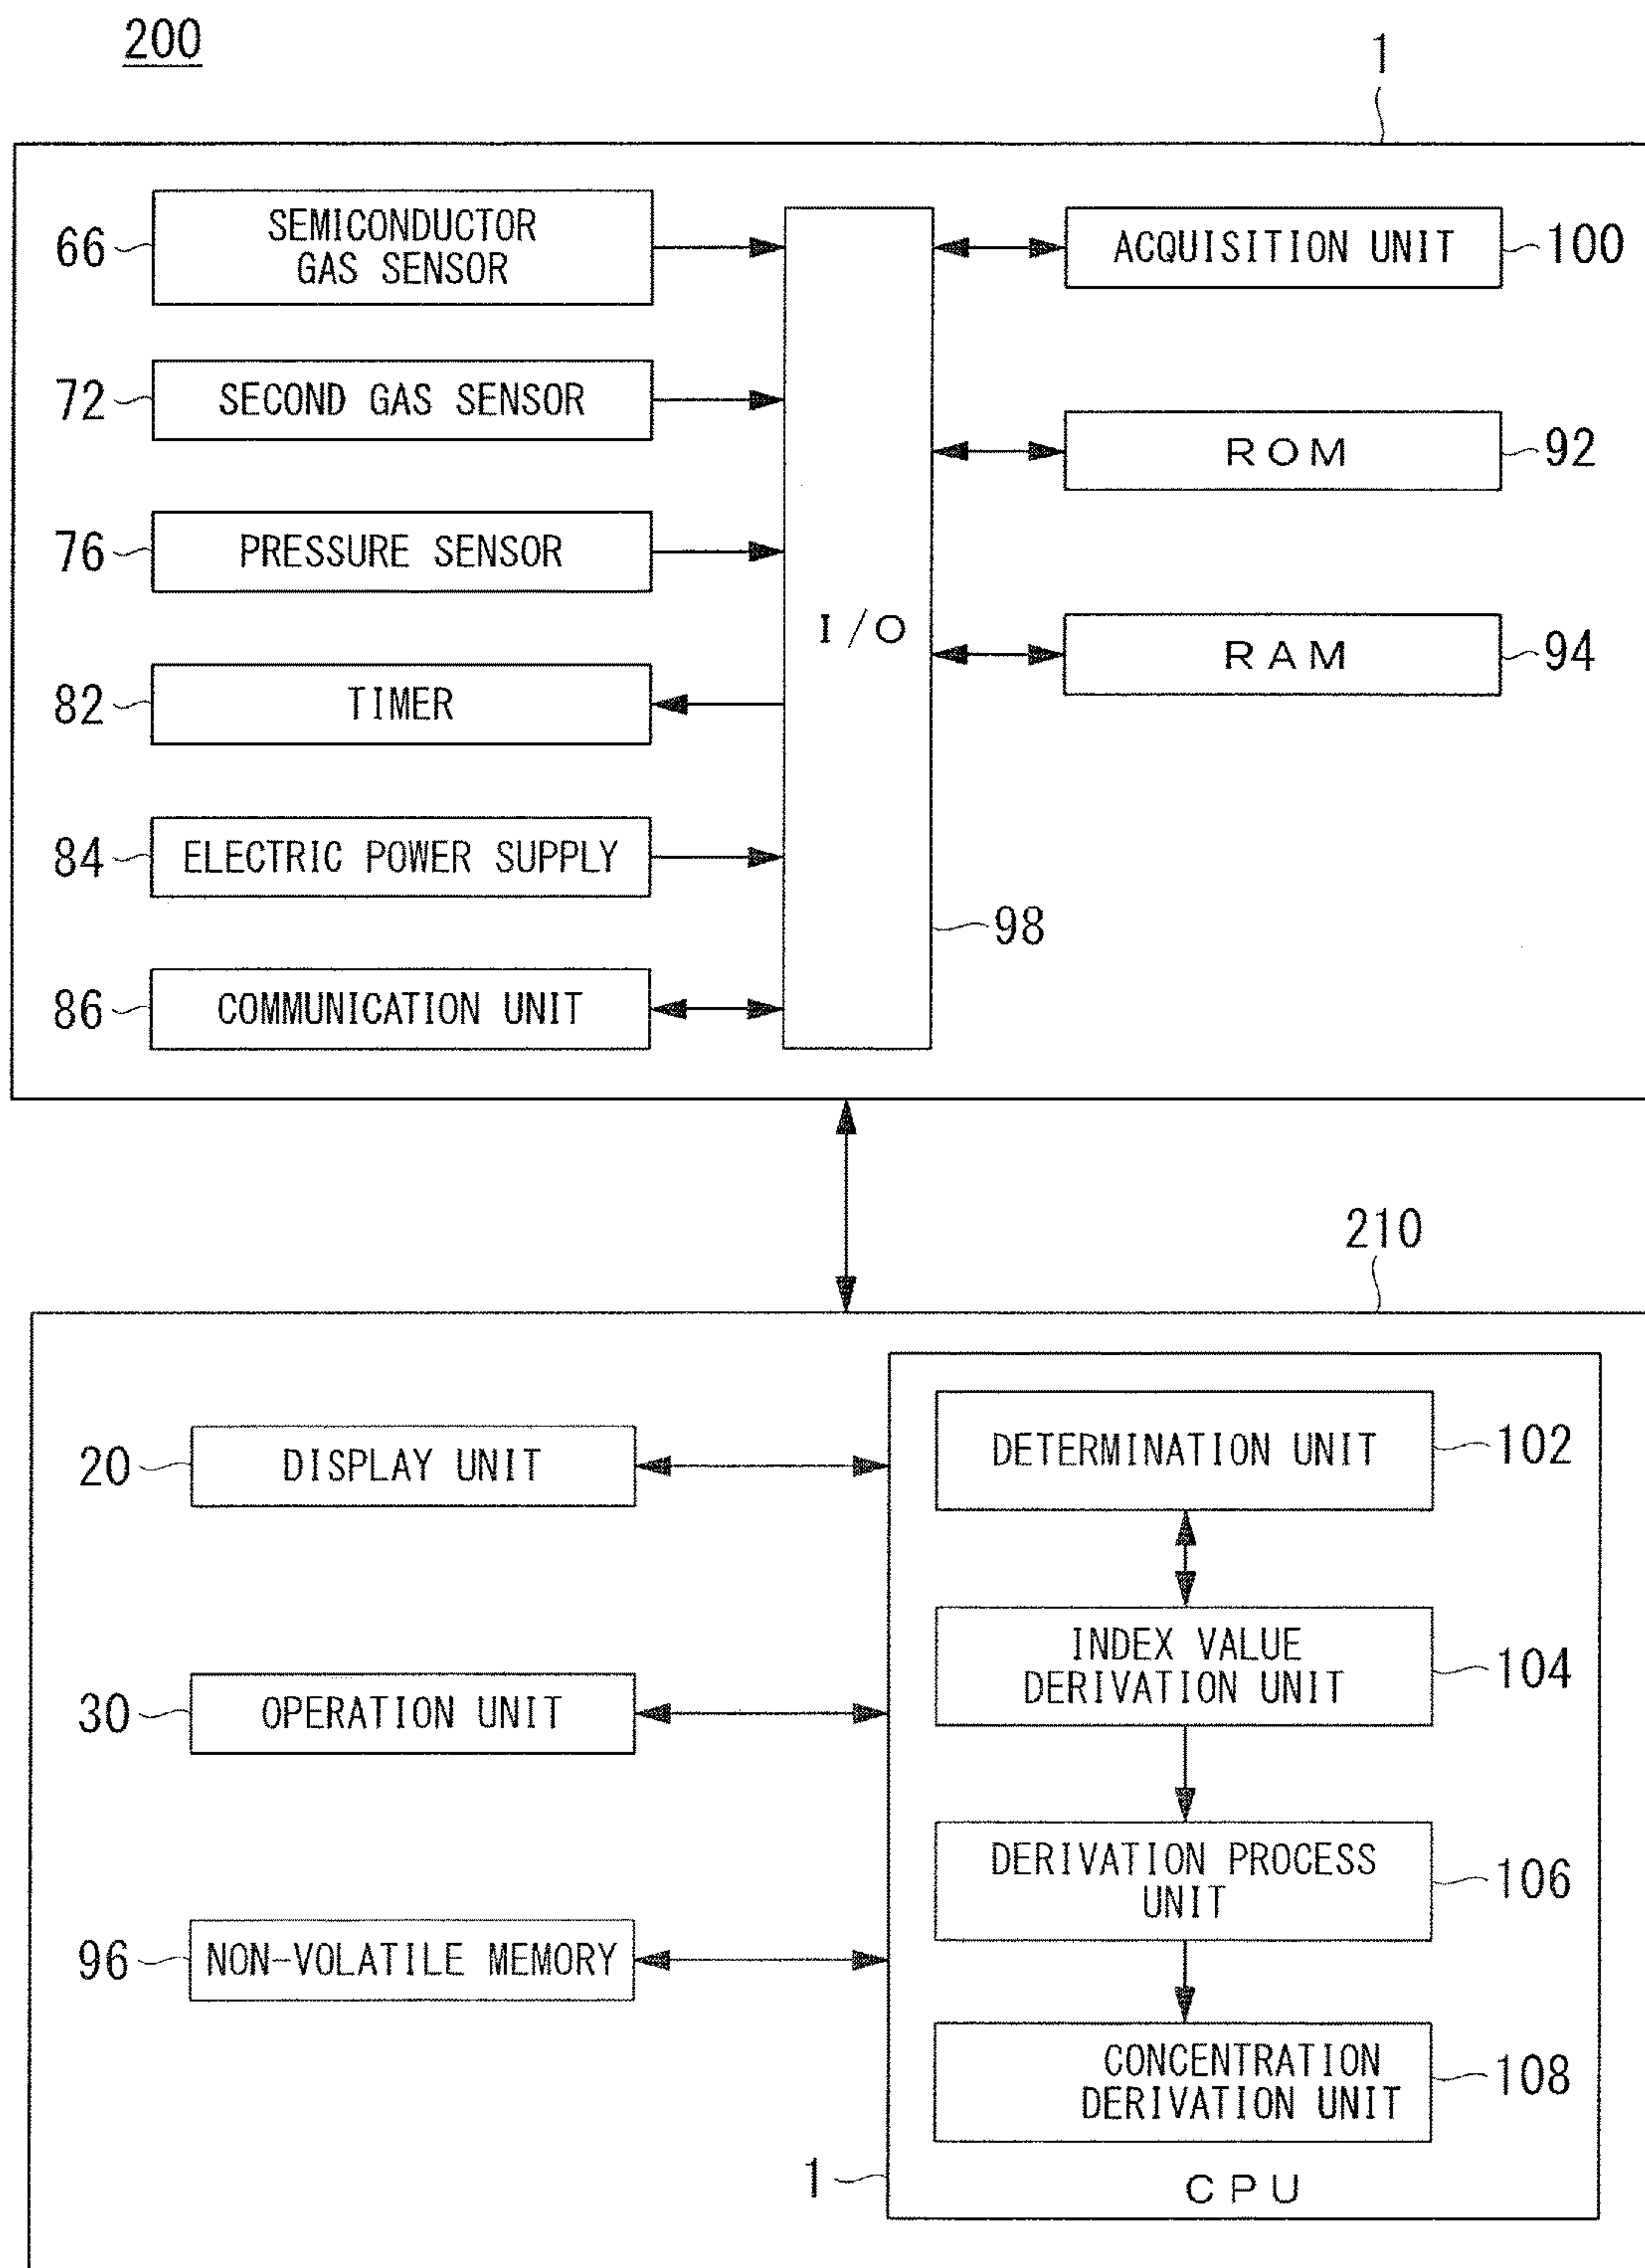 200
1
66
SEMICONDUCTOR
GAS SENSOR
ACQUISITION UNIT
100
72
SECOND GAS SENSOR
ROM
92
76
PRESSURE SENSOR
I/O
RAM
94
82
TIMER
84
ELECTRIC POWER SUPPLY
98
86
COMMUNICATION UNIT
210
20
DISPLAY UNIT
DETERMINATION UNIT
102
INDEX VALUE
DERIVATION UNIT
104
30
OPERATION UNIT
DERIVATION PROCESS
UNIT
106
96
NON-VOLATILE MEMORY
CONCENTRATION
DERIVATION UNIT
108
1
CPU